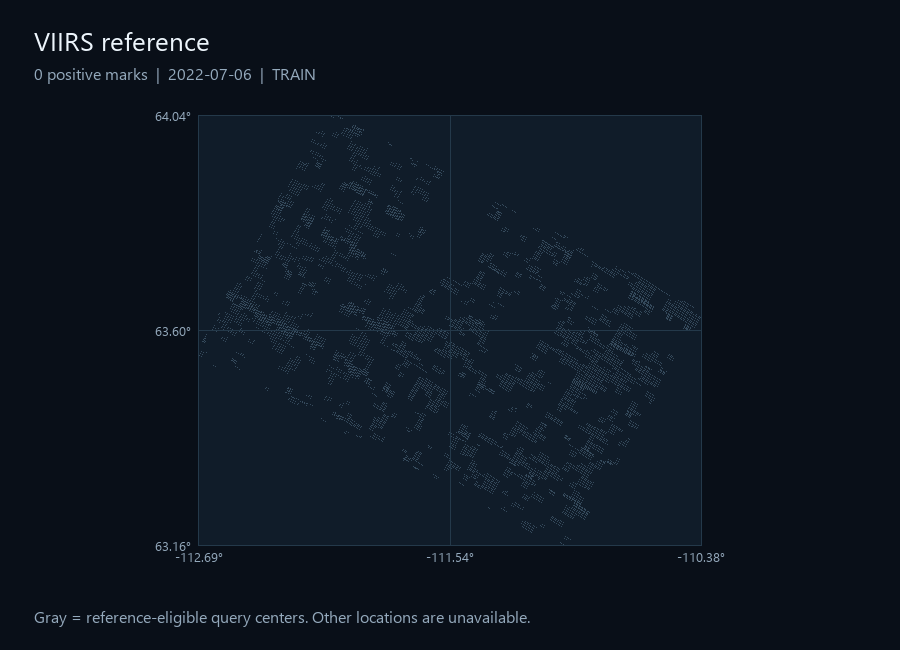 VIIRS reference
0 positive marks | 2022-07-06 | TRAIN
64.04°
63.60°
63.16°
-112.69°
-111.54°
-110.38°
Gray = reference-eligible query centers. Other locations are unavailable.